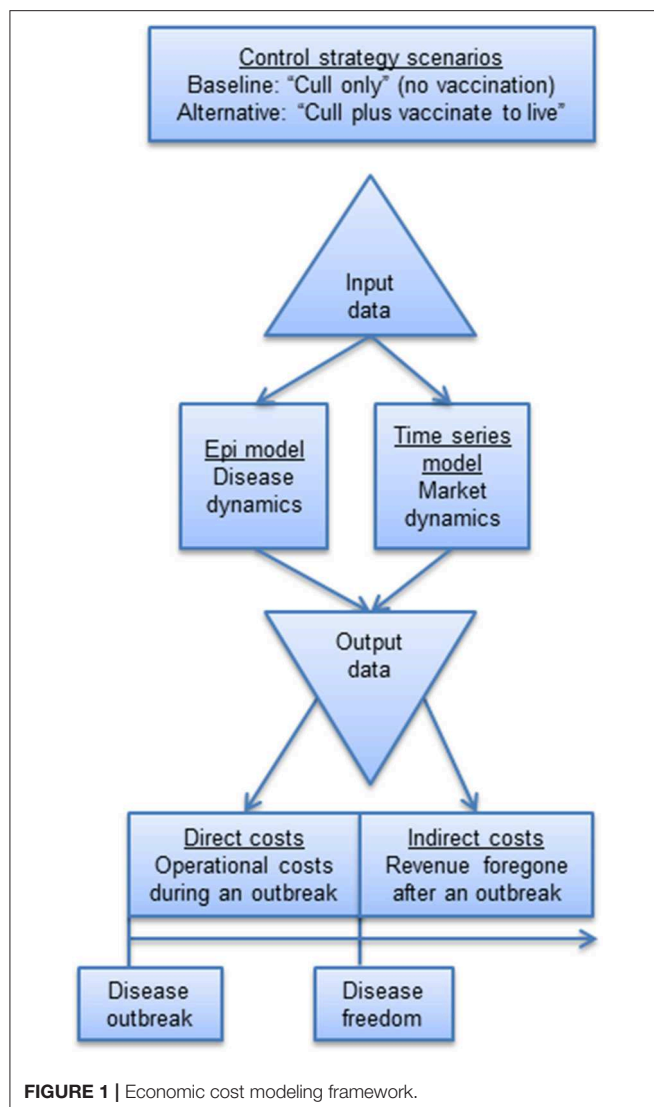 Control strategy scenarios
Baseline: “Cull only” (no vaccination)
Alternative: “Cull plus vaccinate to live”
Input
data
Epi model
Disease
dynamics
Time series
model
Market
dynamics
Output
data
Direct costs
Operational costs
during an outbreak
Indirect costs
Revenue foregone
after an outbreak
Disease
outbreak
Disease
freedom
FIGURE 1 | Economic cost modeling framework.